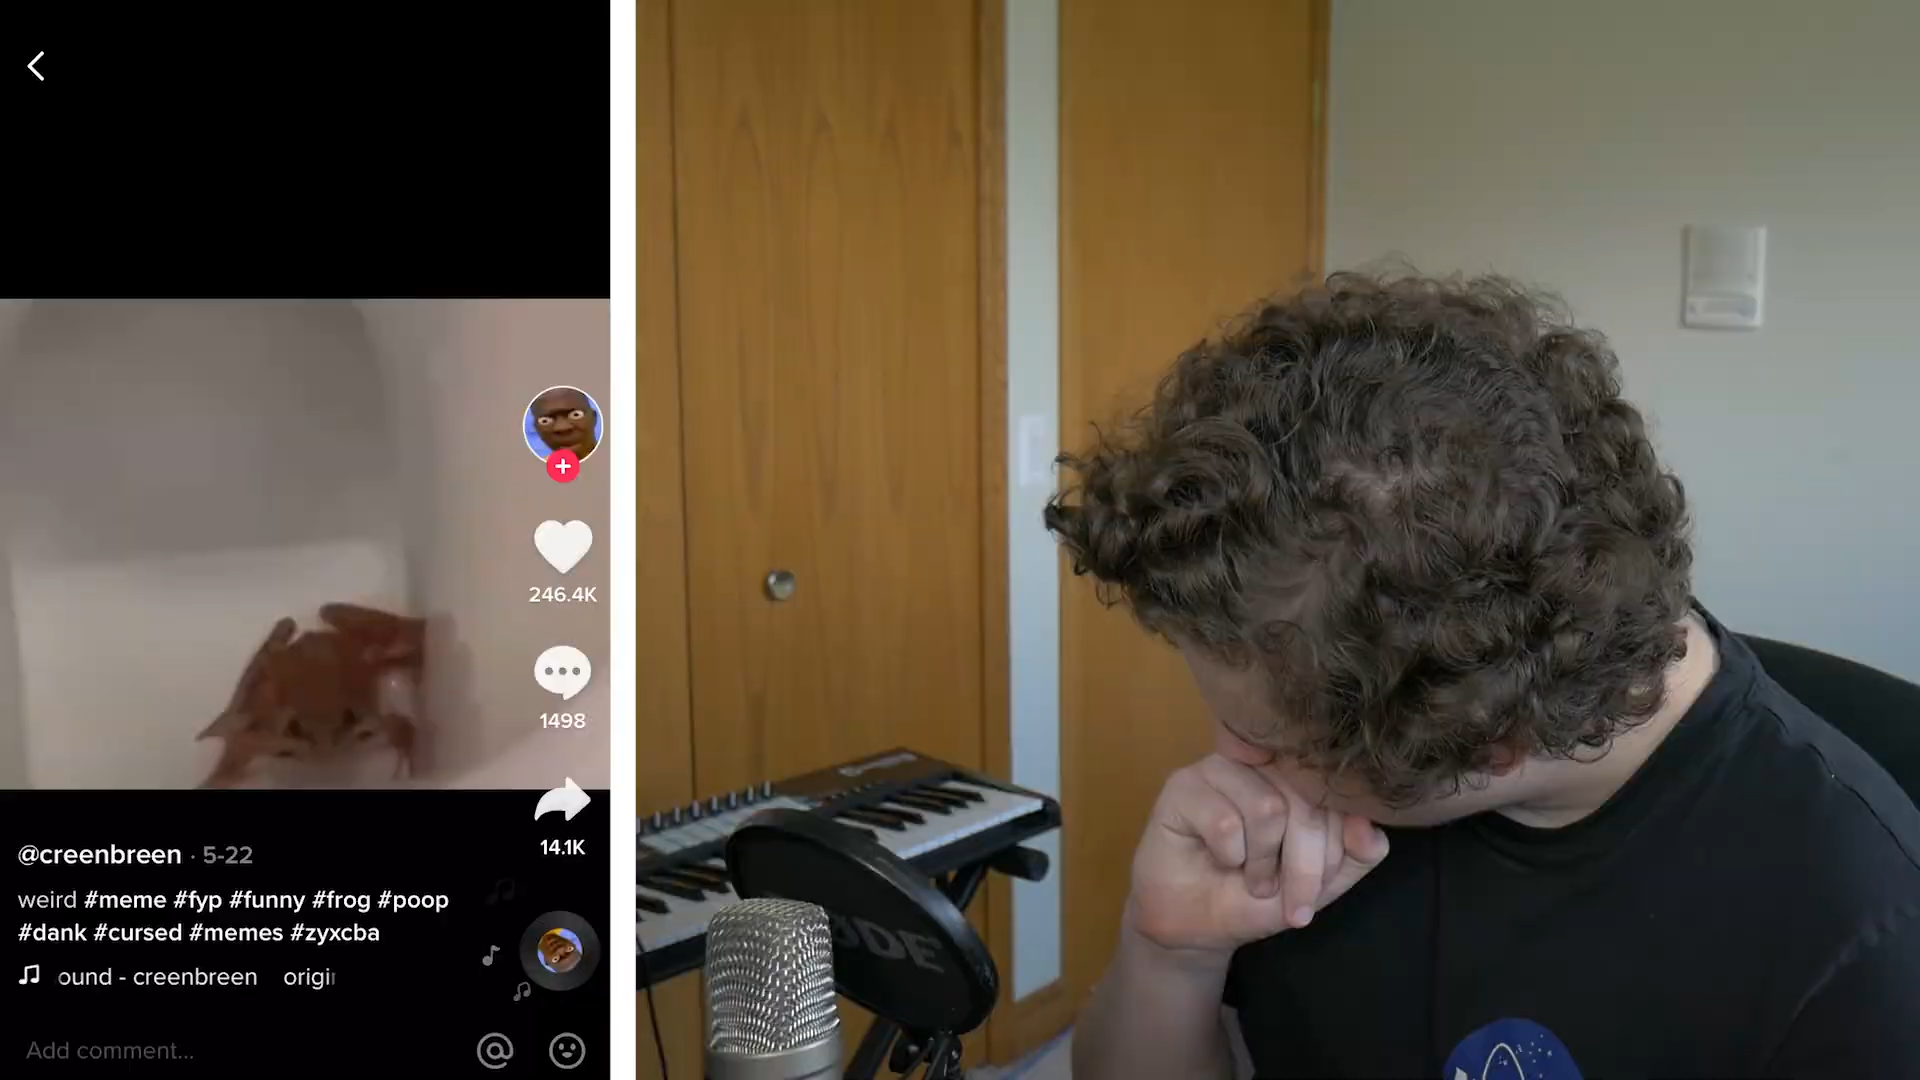 246.4K
1498
14.1K
@creenbreen · 5-22
weird #meme #fyp #funny #frog #poop
#dank #cursed #memes #zyxcba
ound - creenbreen origi
Add comment...